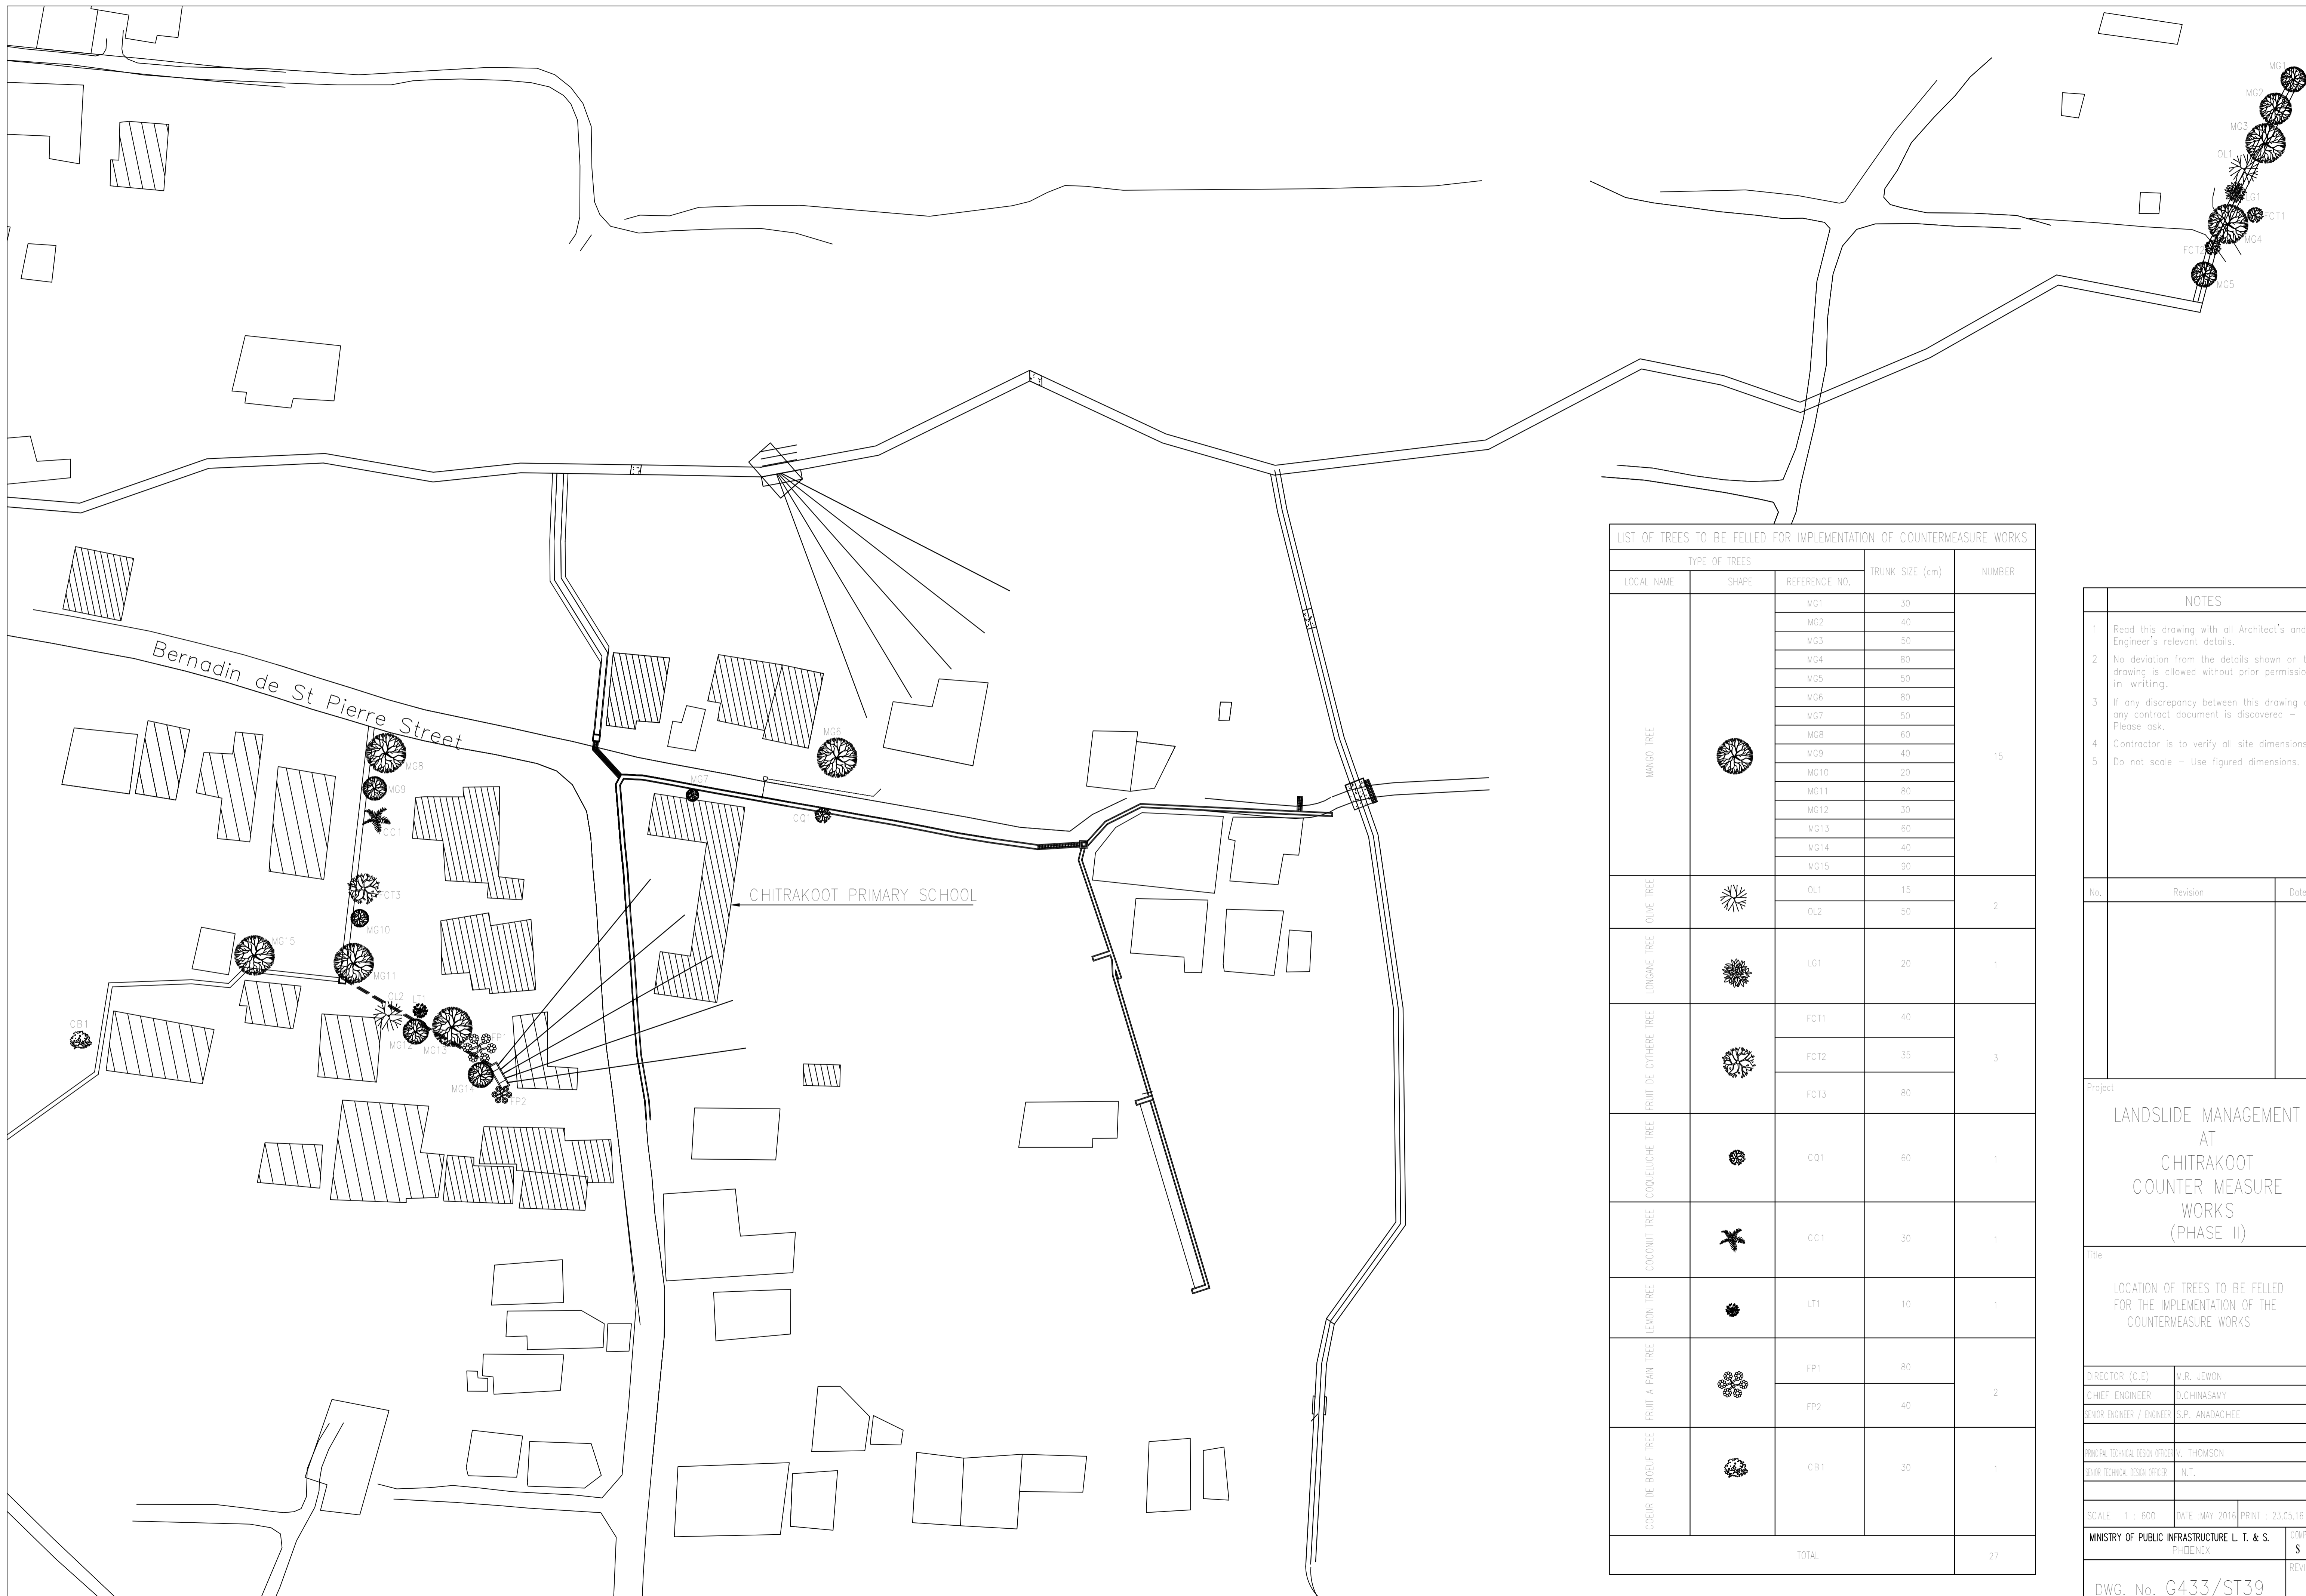 MG1
MG2
MG3
OL1
LG1
FCT1
MG4
FCT2
MG5
Bernadin de St Pierre Street
MG6
MG7
CQ1
MG8
MG9
CC1
FCT3
MG10
MG15
MG11
OL2
LT1
CB1
MG12
MG13
FP1
MG14
FP2
CHITRAKOOT PRIMARY SCHOOL
LIST OF TREES TO BE FELLED FOR IMPLEMENTATION OF COUNTERMEASURE WORKS
TYPE OF TREES
TRUNK SIZE (cm)
NUMBER
LOCAL NAME
SHAPE
REFERENCE NO.
MANGO TREE
MG1 30
MG2 40
MG3 50
MG4 80
MG5 50
MG6 80
MG7 50
MG8 60
MG9 40
MG10 20
MG11 80
MG12 30
MG13 60
MG14 40
MG15 90
15
OLIVE TREE
OL1 15
OL2 50
2
LONGANE TREE
LG1 20 1
FRUIT DE CYTHERE TREE
FCT1 40
FCT2 35
FCT3 80
3
COQUELUCHE TREE
CQ1 60 1
COCONUT TREE
CC1 30 1
LEMON TREE
LT1 10 1
FRUIT A PAIN TREE
FP1 80
FP2 40
2
COEUR DE BOEUF TREE
CB1 30 1
TOTAL 27
NOTES
1 Read this drawing with all Architect's and
Engineer's relevant details.
2 No deviation from the details shown on
drawing is allowed without prior
in writing.
3 If any discrepancy between this drawing
any contract document is discovered –
Please ask.
4 Contractor is to verify all site dimensions
5 Do not scale – Use figured dimensions.
No. Revision Date
Project
LANDSLIDE MANAGEMENT
AT
CHITRAKOOT
COUNTER MEASURE
WORKS
(PHASE II)
Title
LOCATION OF TREES TO BE FELLED
FOR THE IMPLEMENTATION OF THE
COUNTERMEASURE WORKS
DIRECTOR (C.E) M.R. JEWON
CHIEF ENGINEER D.CHINASAMY
SENIOR ENGINEER / ENGINEER S.P. ANADACHEE
PRINCIPAL TECHNICAL DESIGN OFFICER V. THOMSON
SENIOR TECHNICAL DESIGN OFFICER N.T.
SCALE 1 : 600 DATE :MAY 2016 PRINT : 23.05.16
MINISTRY OF PUBLIC INFRASTRUCTURE L. T. & S.
PHOENIX
S
DWG. No. G433/ST39